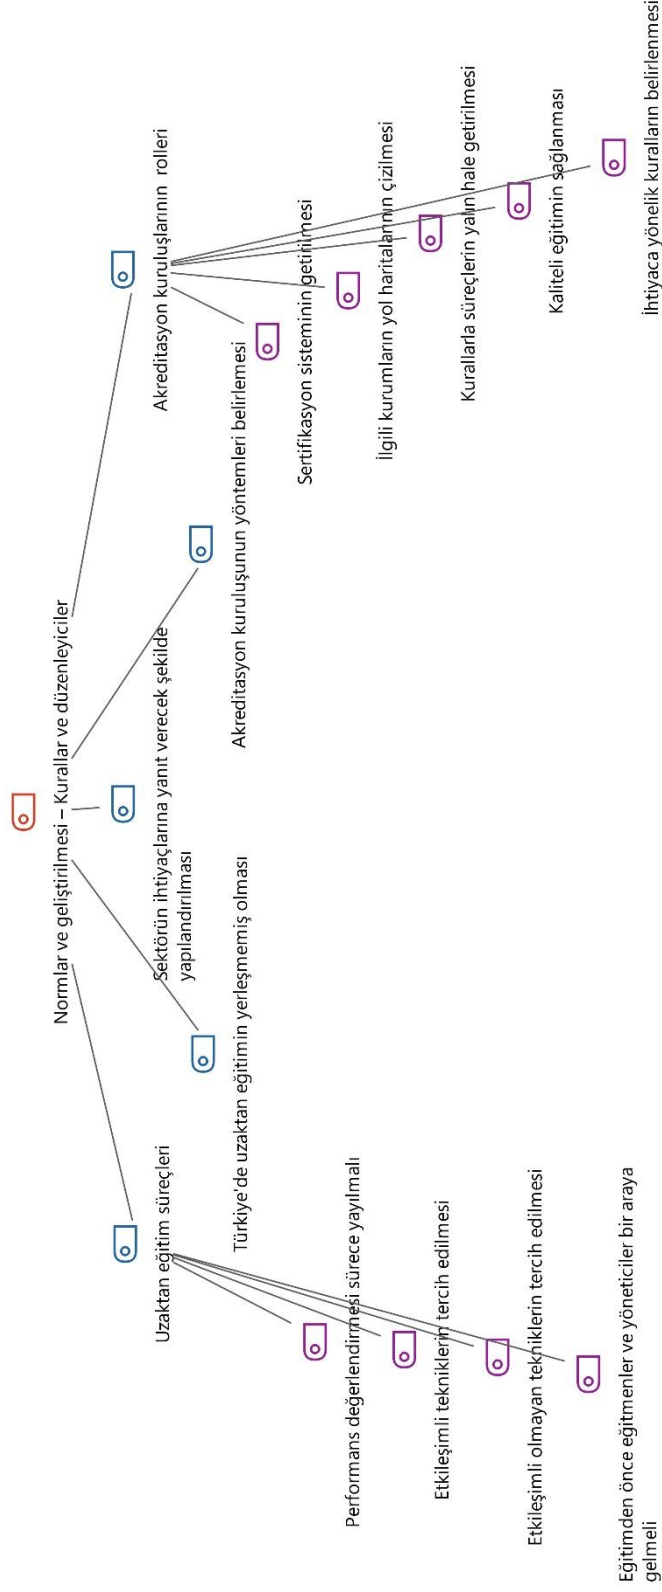 Normlar ve geliştirilmesi – Kurallar ve düzenleyiciler
Uzaktan eğitim süreçleri
Sektörün ihtiyaçlarına yanıt verecek şekilde
yapılandırılması
Akreditasyon kuruluşlarının rolleri
Türkiye'de uzaktan eğitimin yerleşmemiş olması
Akreditasyon kuruluşunun yöntemleri belirlemesi
Performans değerlendirmesi sürece yayılmalı
Etkileşimli tekniklerin tercih edilmesi
Etkileşimli olmayan tekniklerin tercih edilmesi
Eğitimden önce eğitmenler ve yöneticiler bir araya
gelmeli
Sertifikasyon sisteminin getirilmesi
İlgili kurumların yol haritalarının çizilmesi
Kurallarla süreçlerin yalın hale getirilmesi
Kaliteli eğitimin sağlanması
İhtiyaca yönelik kuralların belirlenmesi